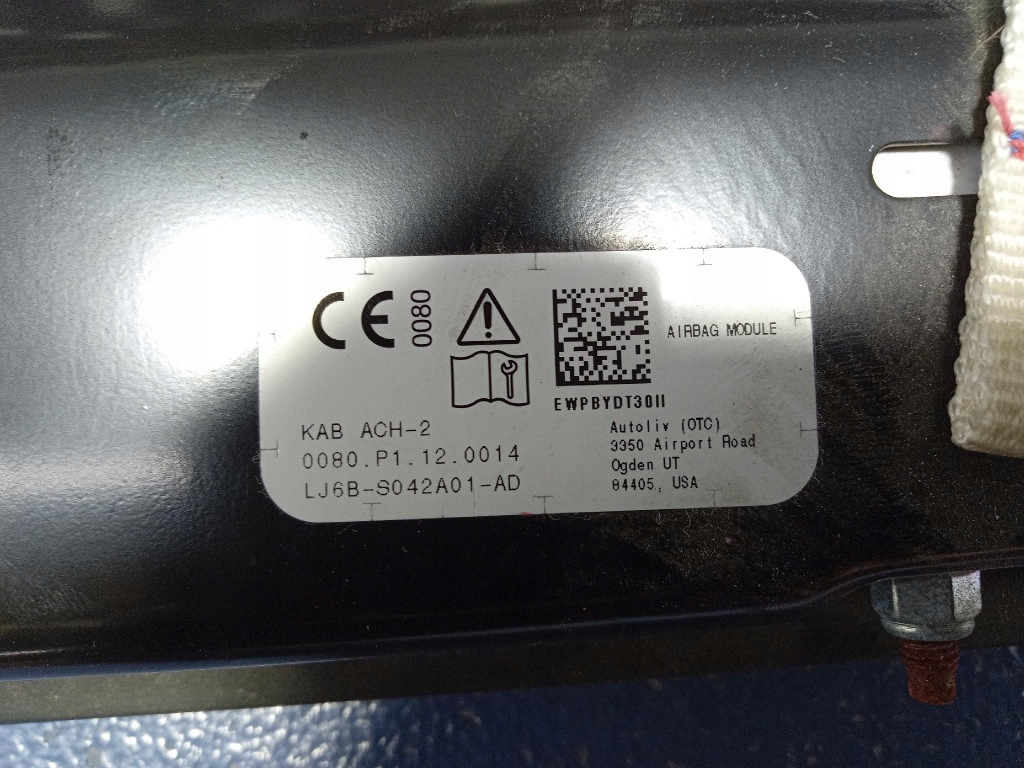 CE 0080
AIRBAG MODULE
EWPBYDT30II
KAB ACH-2
0080.P1.12.0014
LJ6B-S042A01-AD
Autoliv (OTC)
3350 Airport Road
Ogden UT
84405, USA